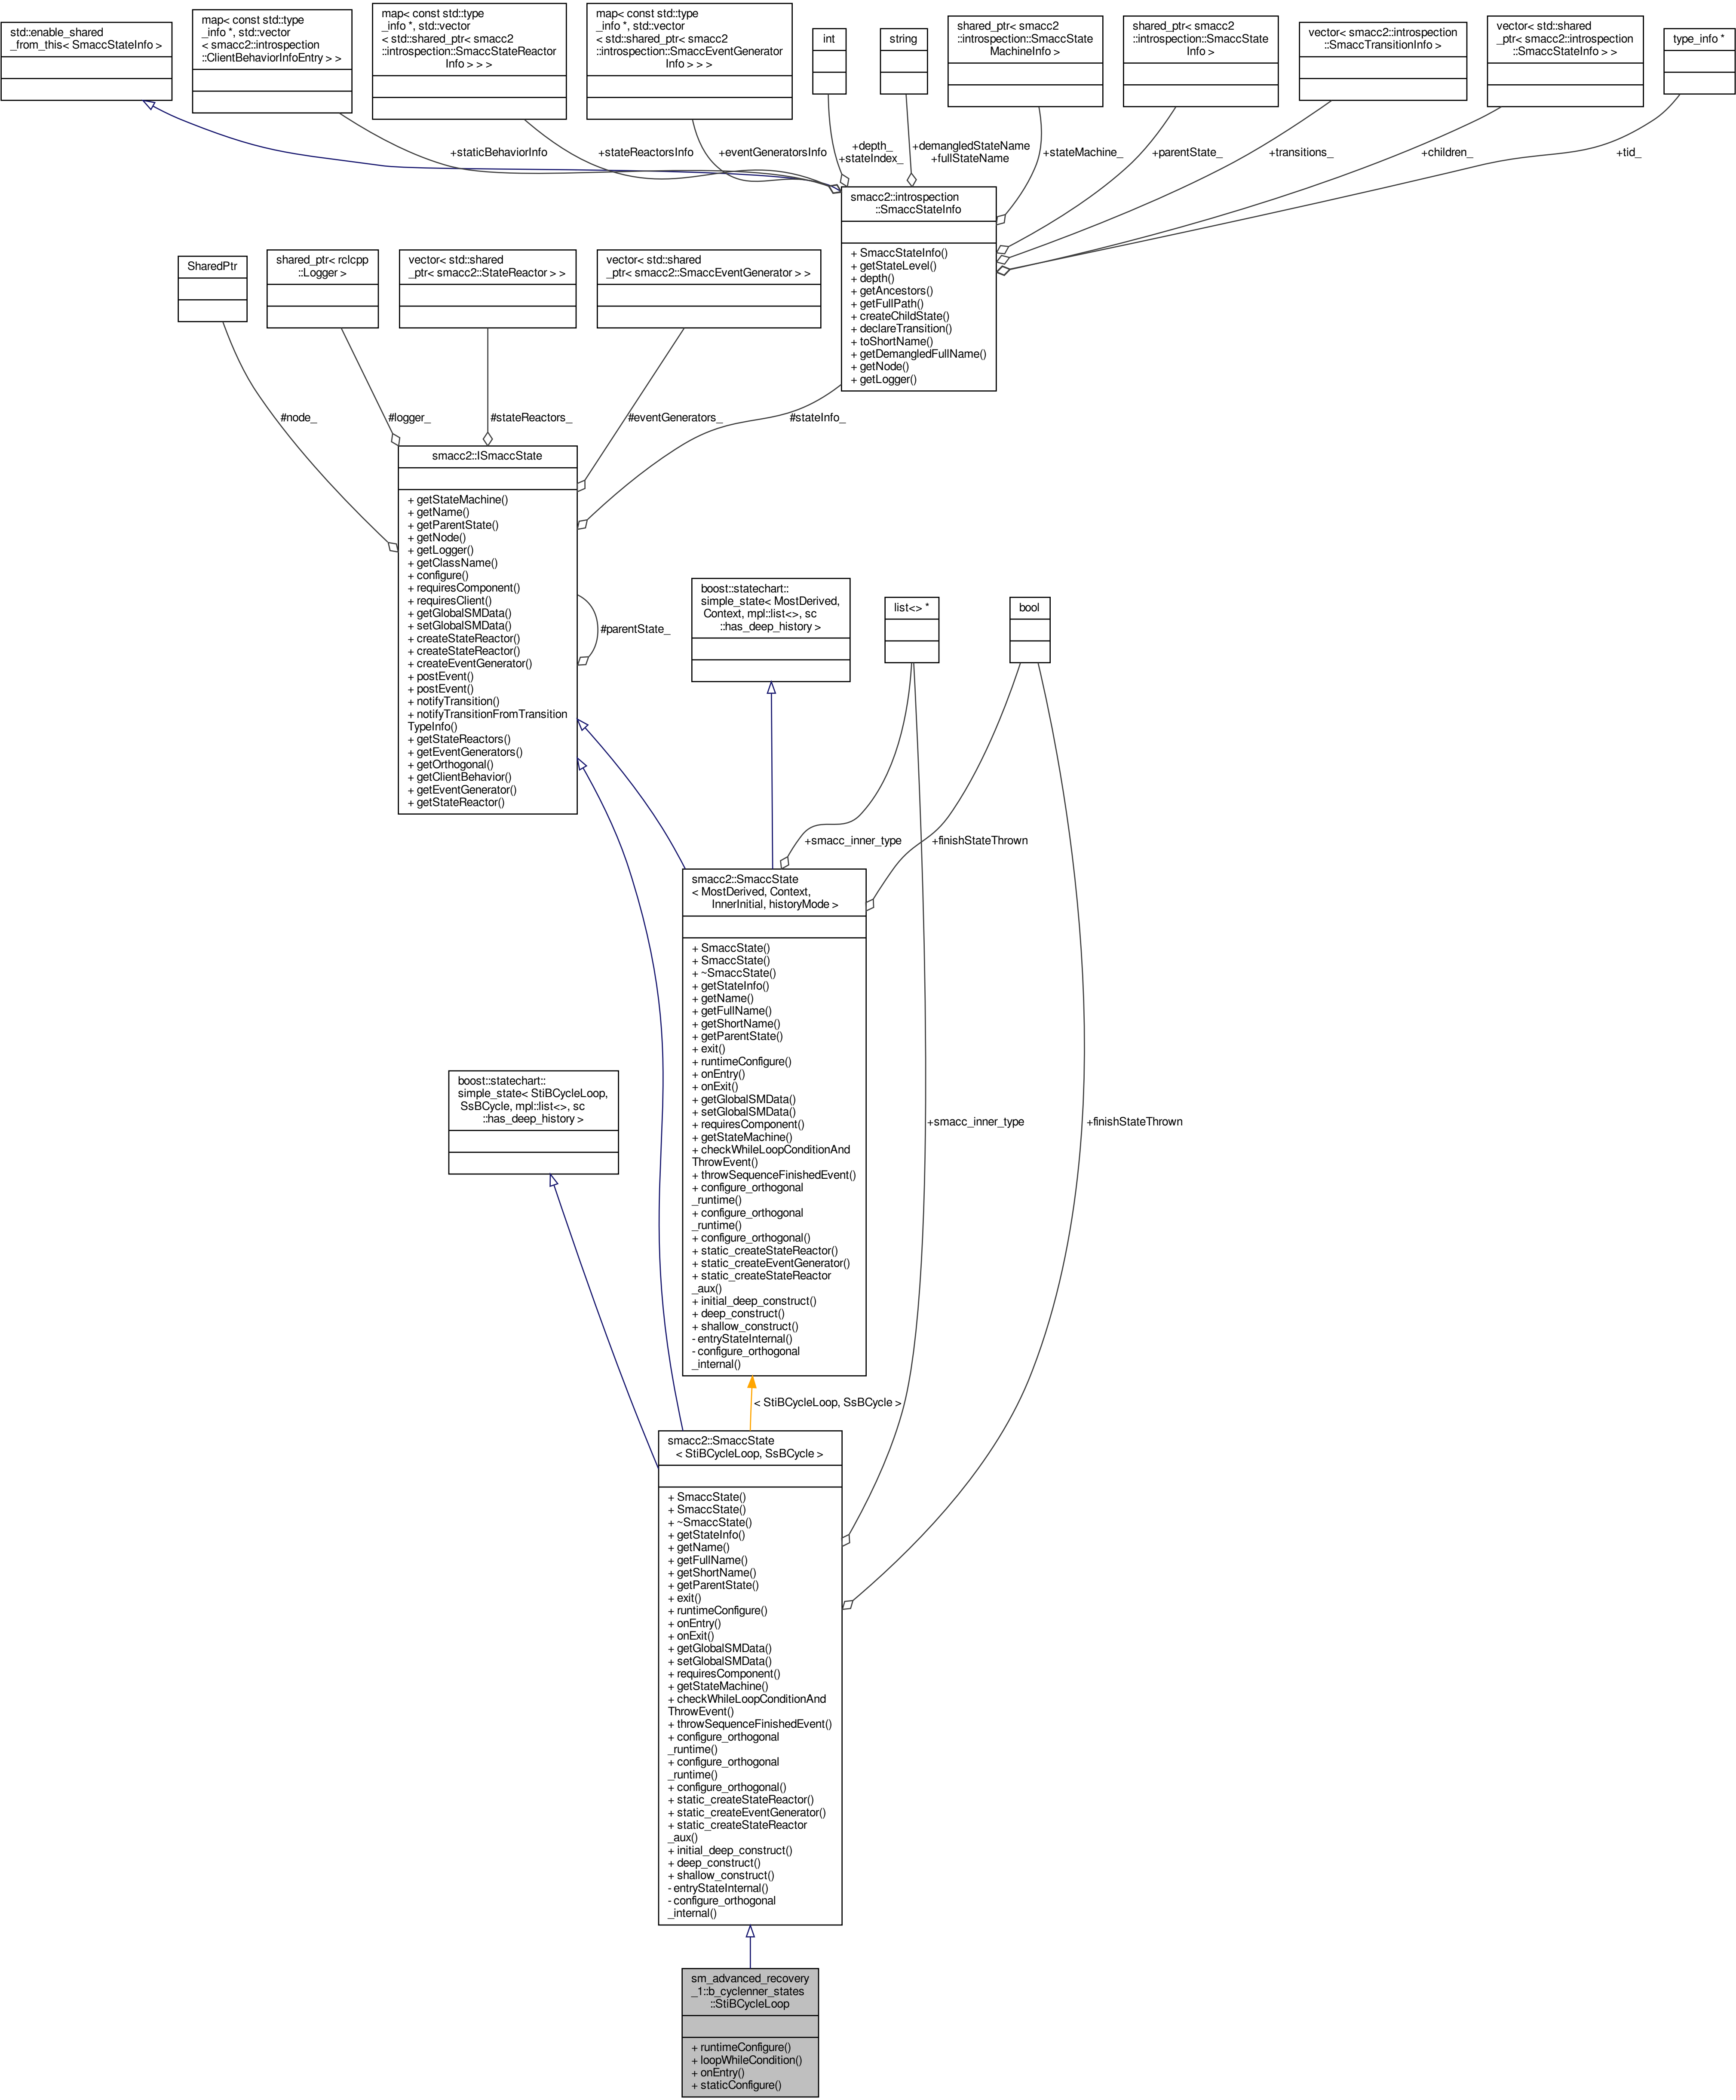 std::enable_shared
_from_this< SmaccStateInfo >
map< const std::type
_info *, std::vector
< smacc2::introspection
::ClientBehaviorInfoEntry > >
map< const std::type
_info *, std::vector
< std::shared_ptr< smacc2
::introspection::SmaccStateReactor
Info > > >
map< const std::type
_info *, std::vector
< std::shared_ptr< smacc2
::introspection::SmaccEventGenerator
Info > > >
int
string
shared_ptr< smacc2
::introspection::SmaccState
MachineInfo >
shared_ptr< smacc2
::introspection::SmaccState
Info >
vector< smacc2::introspection
::SmaccTransitionInfo >
vector< std::shared
_ptr< smacc2::introspection
::SmaccStateInfo > >
type_info *
+staticBehaviorInfo
+stateReactorsInfo
+eventGeneratorsInfo
+depth_
+stateIndex_
+demangledStateName
+fullStateName
+stateMachine_
+parentState_
+transitions_
+children_
+tid_
smacc2::introspection
::SmaccStateInfo
+ SmaccStateInfo()
+ getStateLevel()
+ depth()
+ getAncestors()
+ getFullPath()
+ createChildState()
+ declareTransition()
+ toShortName()
+ getDemangledFullName()
+ getNode()
+ getLogger()
SharedPtr
shared_ptr< rclcpp
::Logger >
vector< std::shared
_ptr< smacc2::StateReactor > >
vector< std::shared
_ptr< smacc2::SmaccEventGenerator > >
#node_
#logger_
#stateReactors_
#eventGenerators_
#stateInfo_
smacc2::ISmaccState
+ getStateMachine()
+ getName()
+ getParentState()
+ getNode()
+ getLogger()
+ getClassName()
+ configure()
+ requiresComponent()
+ requiresClient()
+ getGlobalSMData()
+ setGlobalSMData()
+ createStateReactor()
+ createStateReactor()
+ createEventGenerator()
+ postEvent()
+ postEvent()
+ notifyTransition()
+ notifyTransitionFromTransition
TypeInfo()
+ getStateReactors()
+ getEventGenerators()
+ getOrthogonal()
+ getClientBehavior()
+ getEventGenerator()
+ getStateReactor()
#parentState_
boost::statechart::
simple_state< MostDerived,
Context, mpl::list<>, sc
::has_deep_history >
list<> *
bool
+smacc_inner_type
+finishStateThrown
smacc2::SmaccState
< MostDerived, Context,
InnerInitial, historyMode >
+ SmaccState()
+ SmaccState()
+ ~SmaccState()
+ getStateInfo()
+ getName()
+ getFullName()
+ getShortName()
+ getParentState()
+ exit()
+ runtimeConfigure()
+ onEntry()
+ onExit()
+ getGlobalSMData()
+ setGlobalSMData()
+ requiresComponent()
+ getStateMachine()
+ checkWhileLoopConditionAnd
ThrowEvent()
+ throwSequenceFinishedEvent()
+ configure_orthogonal
_runtime()
+ configure_orthogonal
_runtime()
+ configure_orthogonal()
+ static_createStateReactor()
+ static_createEventGenerator()
+ static_createStateReactor
_aux()
+ initial_deep_construct()
+ deep_construct()
+ shallow_construct()
- entryStateInternal()
- configure_orthogonal
_internal()
boost::statechart::
simple_state< StiBCycleLoop,
SsBCycle, mpl::list<>, sc
::has_deep_history >
+smacc_inner_type
+finishStateThrown
< StiBCycleLoop, SsBCycle >
smacc2::SmaccState
< StiBCycleLoop, SsBCycle >
+ SmaccState()
+ SmaccState()
+ ~SmaccState()
+ getStateInfo()
+ getName()
+ getFullName()
+ getShortName()
+ getParentState()
+ exit()
+ runtimeConfigure()
+ onEntry()
+ onExit()
+ getGlobalSMData()
+ setGlobalSMData()
+ requiresComponent()
+ getStateMachine()
+ checkWhileLoopConditionAnd
ThrowEvent()
+ throwSequenceFinishedEvent()
+ configure_orthogonal
_runtime()
+ configure_orthogonal
_runtime()
+ configure_orthogonal()
+ static_createStateReactor()
+ static_createEventGenerator()
+ static_createStateReactor
_aux()
+ initial_deep_construct()
+ deep_construct()
+ shallow_construct()
- entryStateInternal()
- configure_orthogonal
_internal()
sm_advanced_recovery
_1::b_cyclenner_states
::StiBCycleLoop
+ runtimeConfigure()
+ loopWhileCondition()
+ onEntry()
+ staticConfigure()